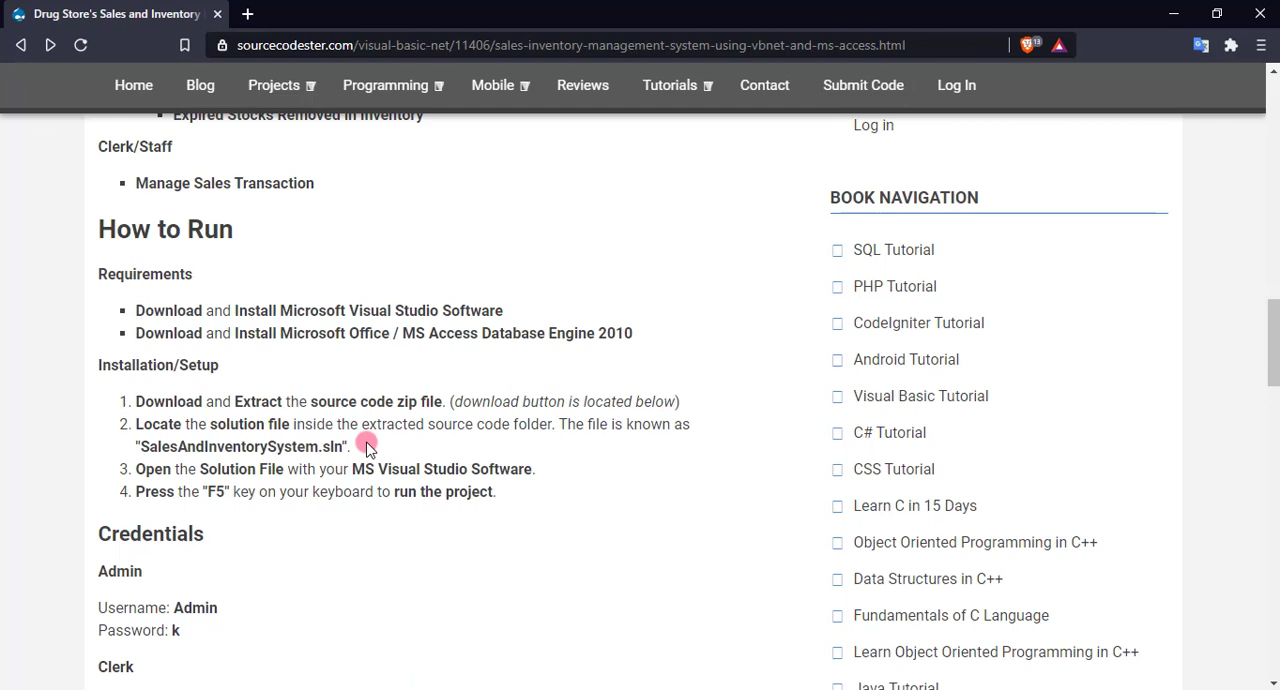 Drug Store's Sales and Inventory
sourcecodester.com/visual-basic-net/11406/sales-inventory-management-system-using-vbnet-and-ms-access.html
13
Home Blog Projects Programming Mobile Reviews Tutorials Contact Submit Code Log In
Expired Stocks Removed in Inventory
Clerk/Staff
Manage Sales Transaction
How to Run
Requirements
Download and Install Microsoft Visual Studio Software
Download and Install Microsoft Office / MS Access Database Engine 2010
Installation/Setup
1. Download and Extract the source code zip file. (download button is located below)
2. Locate the solution file inside the extracted source code folder. The file is known as
"SalesAndInventorySystem.sln".
3. Open the Solution File with your MS Visual Studio Software.
4. Press the "F5" key on your keyboard to run the project.
Credentials
Admin
Username: Admin
Password: k
Clerk
Log in
BOOK NAVIGATION
SQL Tutorial
PHP Tutorial
CodeIgniter Tutorial
Android Tutorial
Visual Basic Tutorial
C# Tutorial
CSS Tutorial
Learn C in 15 Days
Object Oriented Programming in C++
Data Structures in C++
Fundamentals of C Language
Learn Object Oriented Programming in C++
Java Tutorial